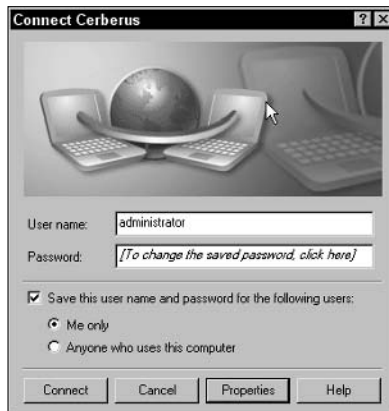 Connect Cerberus
User name: administrator
Password: [To change the saved password, click here]
Save this user name and password for the following users:
Me only
Anyone who uses this computer
Connect Cancel Properties Help